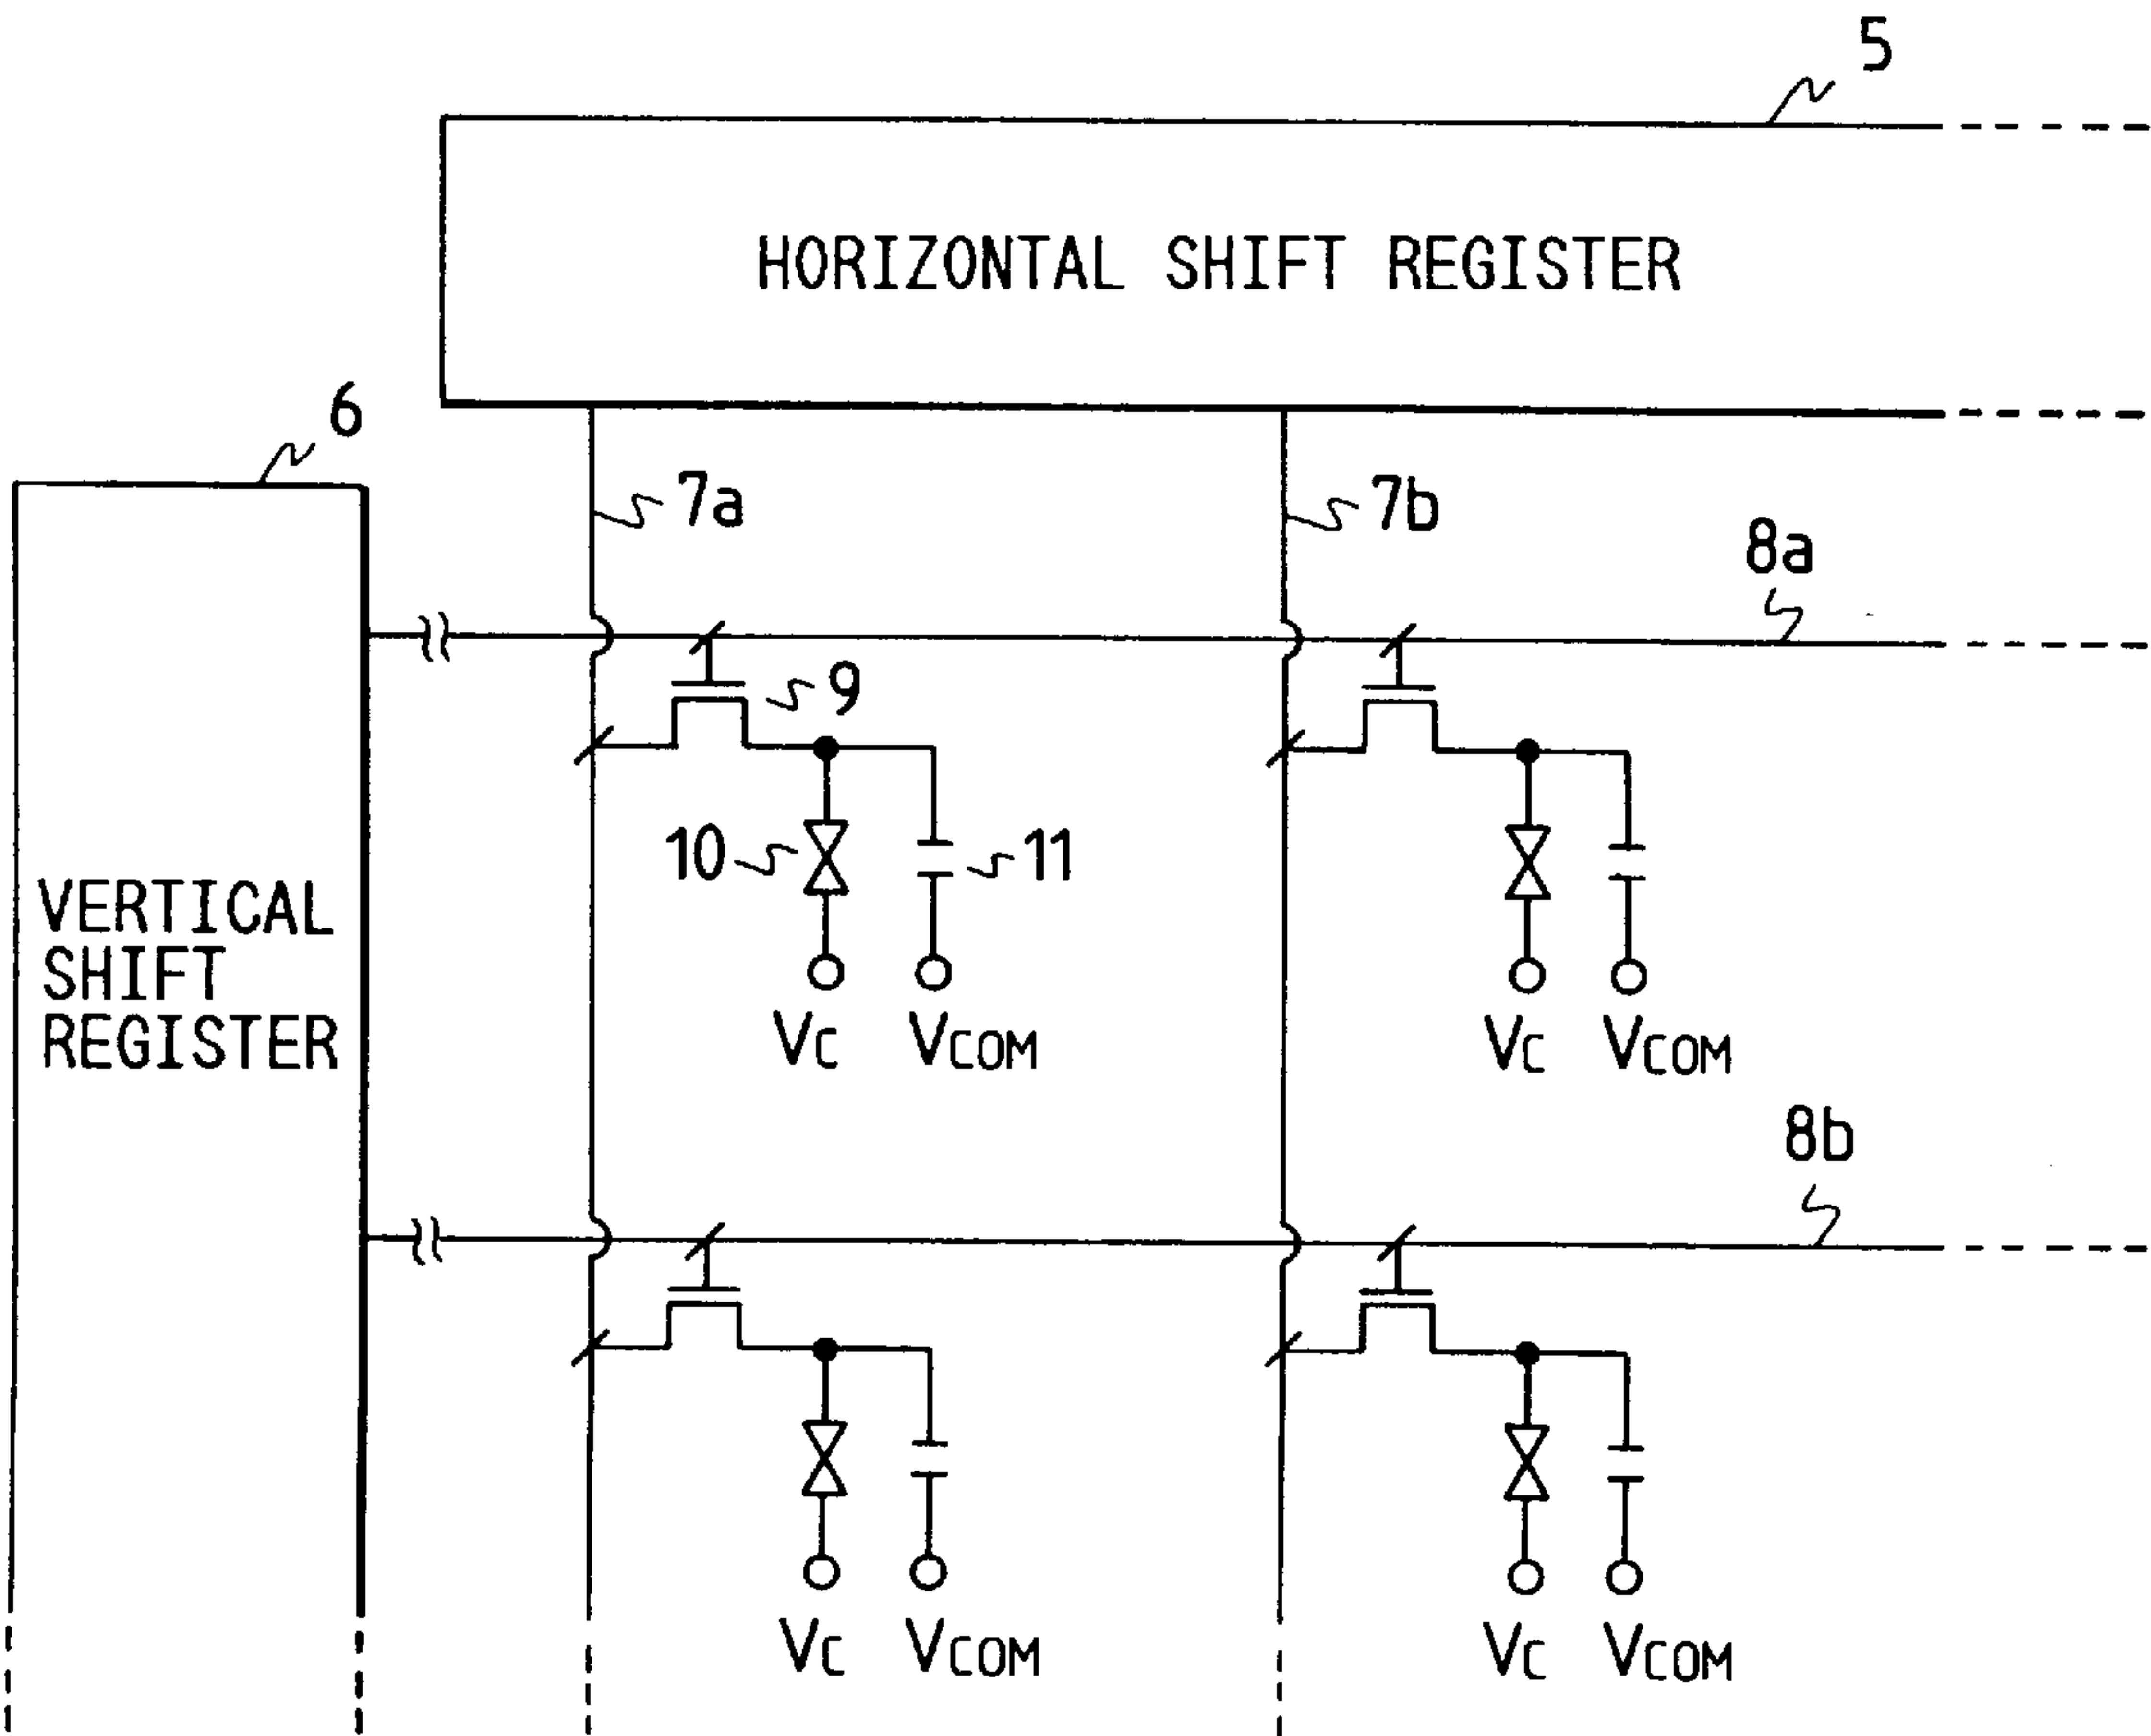 5
HORIZONTAL SHIFT REGISTER
6
7a
7b
8a
9
10
11
VERTICAL
SHIFT
REGISTER
VC
VCOM
VC
VCOM
8b
VC
VCOM
VC
VCOM